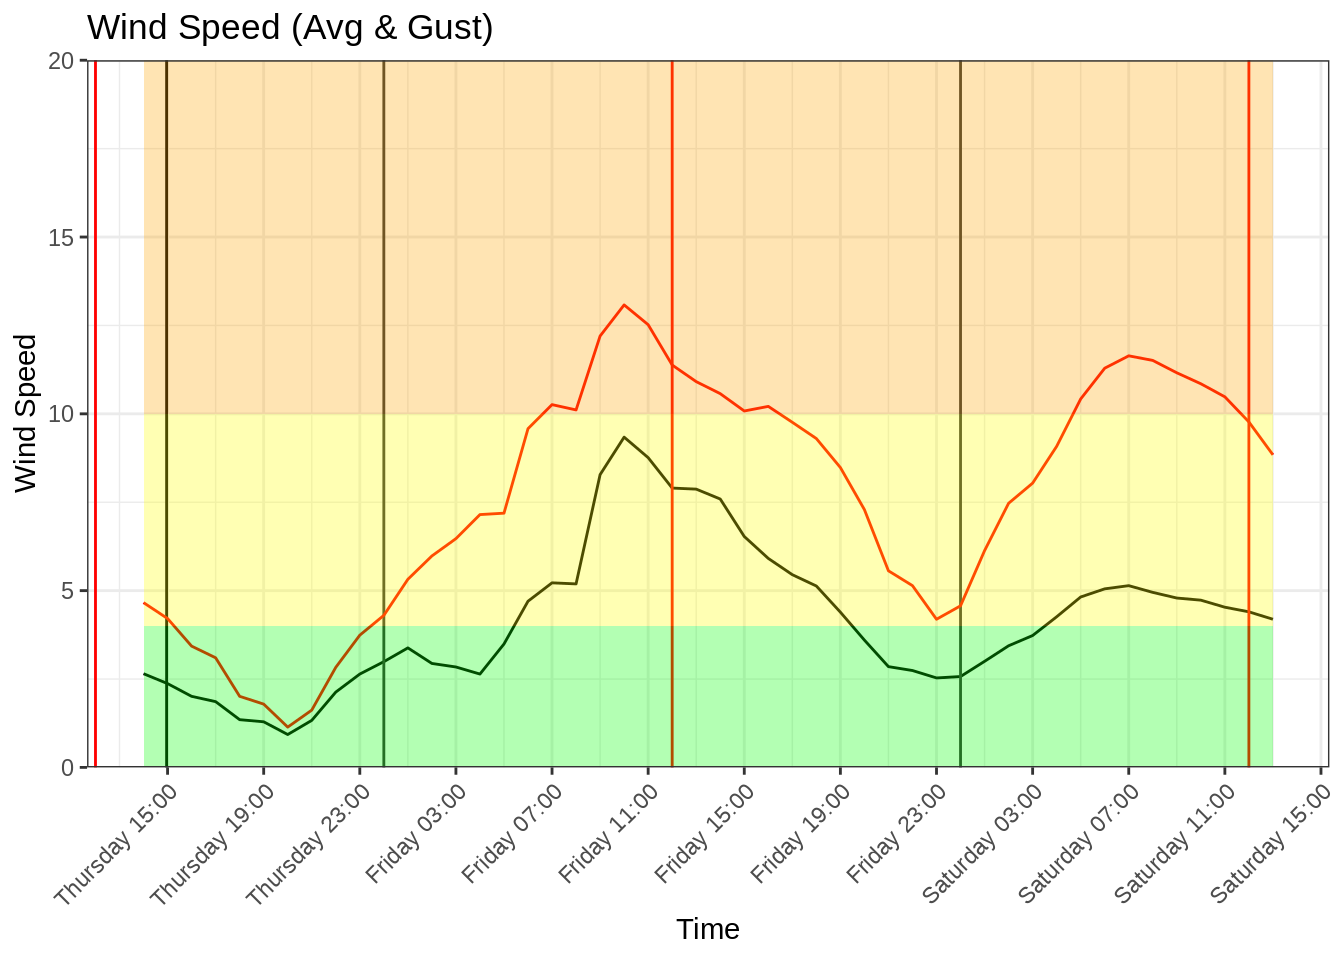 Wind Speed (Avg & Gust)
20
15
10
5
0
Wind Speed
Thursday 15:00
Thursday 19:00
Thursday 23:00
Friday 03:00
Friday 07:00
Friday 11:00
Friday 15:00
Friday 19:00
Friday 23:00
Saturday 03:00
Saturday 07:00
Saturday 11:00
Saturday 15:00
Time